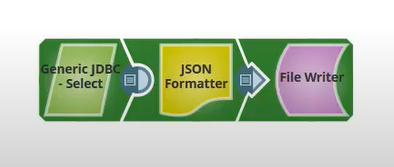 Generic JDBC
- Select
JSON
Formatter
File Writer